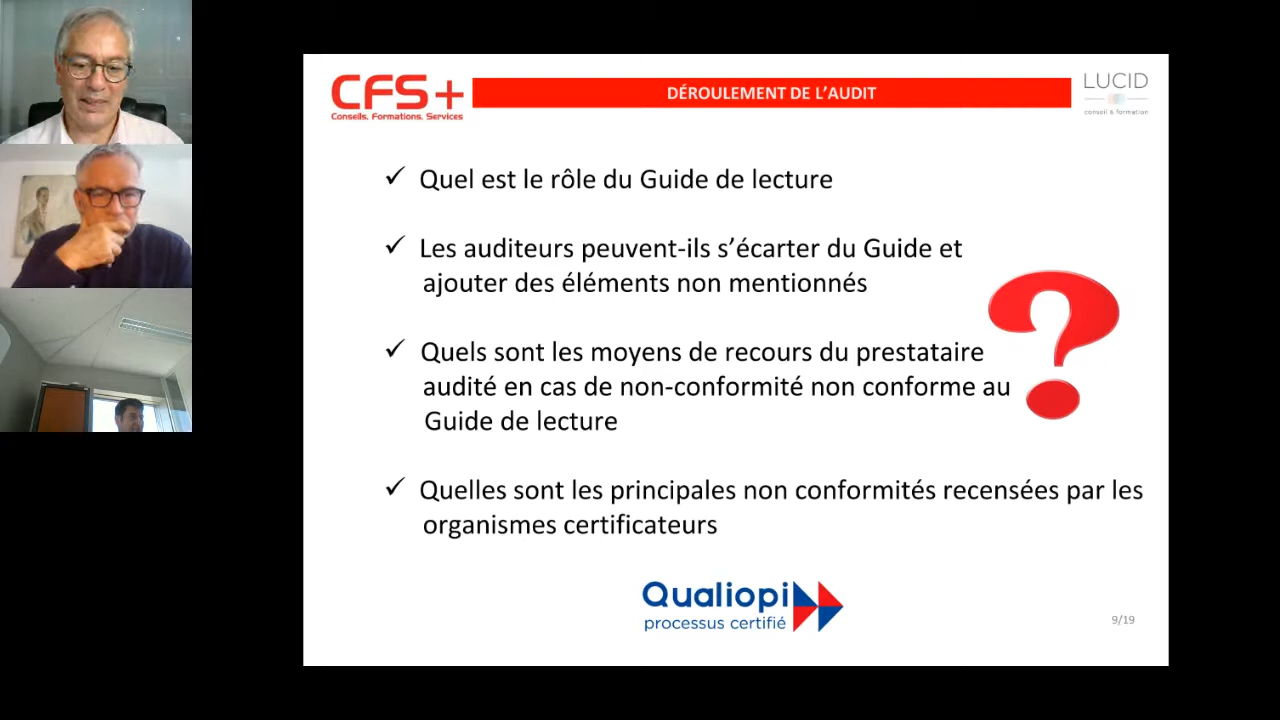 CFS+
Conseils, Formations, Services
DÉROULEMENT DE L'AUDIT
LUCID
conseil & formation
✓ Quel est le rôle du Guide de lecture
✓ Les auditeurs peuvent-ils s'écarter du Guide et
ajouter des éléments non mentionnés
✓ Quels sont les moyens de recours du prestataire
audité en cas de non-conformité non conforme au
Guide de lecture
✓ Quelles sont les principales non conformités recensées par les
organismes certificateurs
?
Qualiopi
processus certifié
9/19